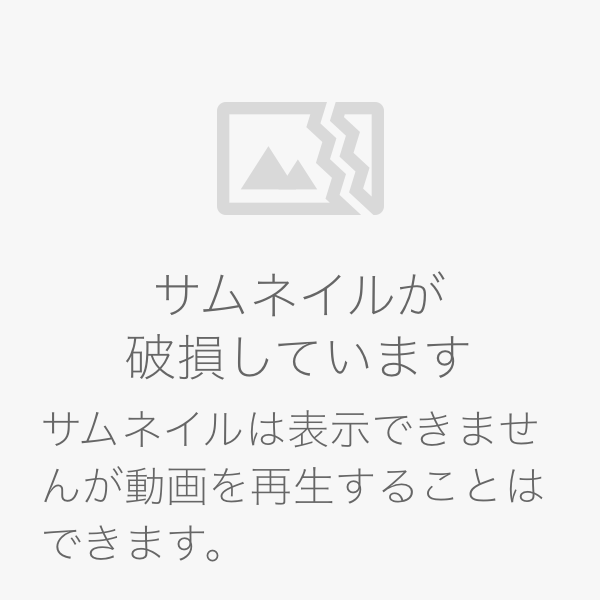 サムネイルが
破損しています
サムネイルは表示できませ
んが動画を再生することは
できます。